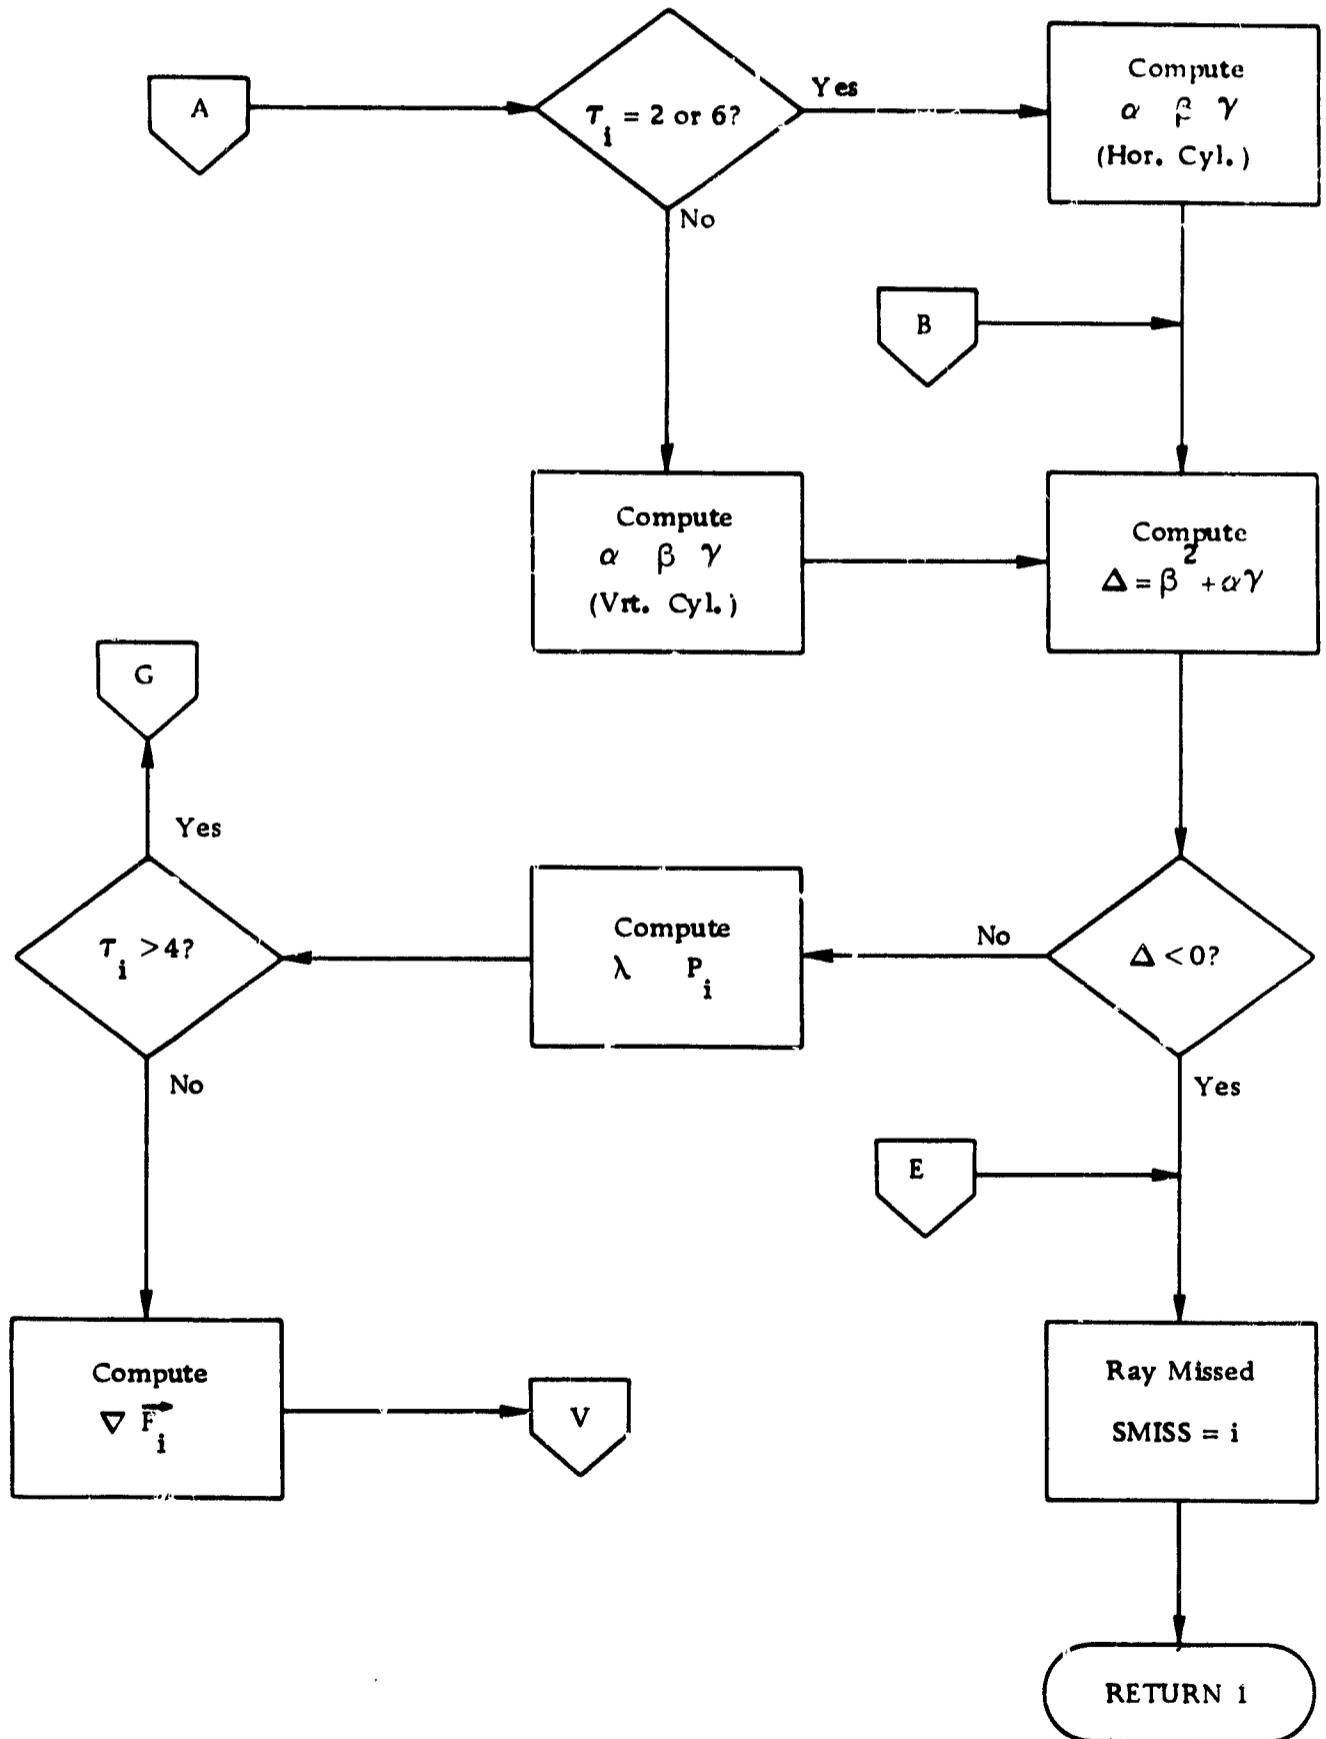 A
τi = 2 or 6?
Yes
Compute
α β γ
(Hor. Cyl.)
No
B
Compute
α β γ
(Vrt. Cyl.)
Compute
Δ = β² + αγ
G
Yes
τi > 4?
Compute
λ Pi
No
Δ < 0?
No
Yes
E
Compute
∇ F⃗i
V
Ray Missed
SMISS = i
RETURN 1